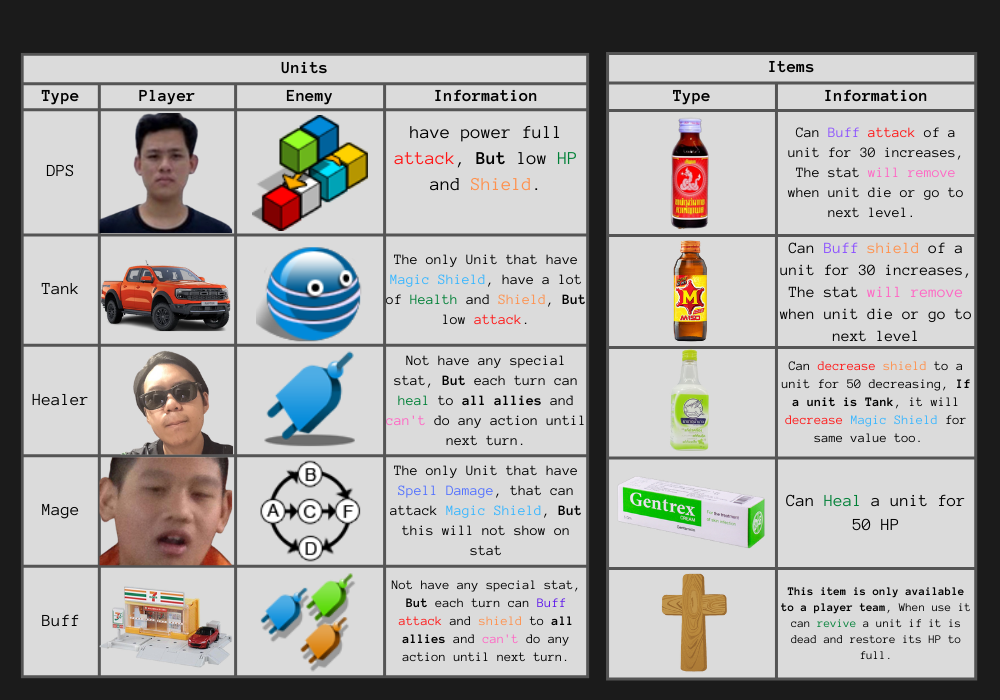 Units
Type Player Enemy Information
DPS
have power full
attack, But low HP
and Shield.
Tank
The only Unit that have
Magic Shield, have a lot
of Health and Shield, But
low attack.
Healer
Not have any special
stat, But each turn can
heal to all allies and
can't do any action until
next turn.
Mage
B
A C F
D
The only Unit that have
Spell Damage, that can
attack Magic Shield, But
this will not show on
stat
Buff
7
Not have any special stat,
But each turn can Buff
attack and shield to all
allies and can't do any
action until next turn.
Items
Type Information
Can Buff attack of a
unit for 30 increases,
The stat will remove
when unit die or go to
next level.
M
Can Buff shield of a
unit for 30 increases,
The stat will remove
when unit die or go to
next level
Can decrease shield to a
unit for 50 decreasing, If
a unit is Tank, it will
decrease Magic Shield for
same value too.
Gentrex
CREAM
Can Heal a unit for
50 HP
This item is only available
to a player team, When use it
can revive a unit if it is
dead and restore its HP to
full.